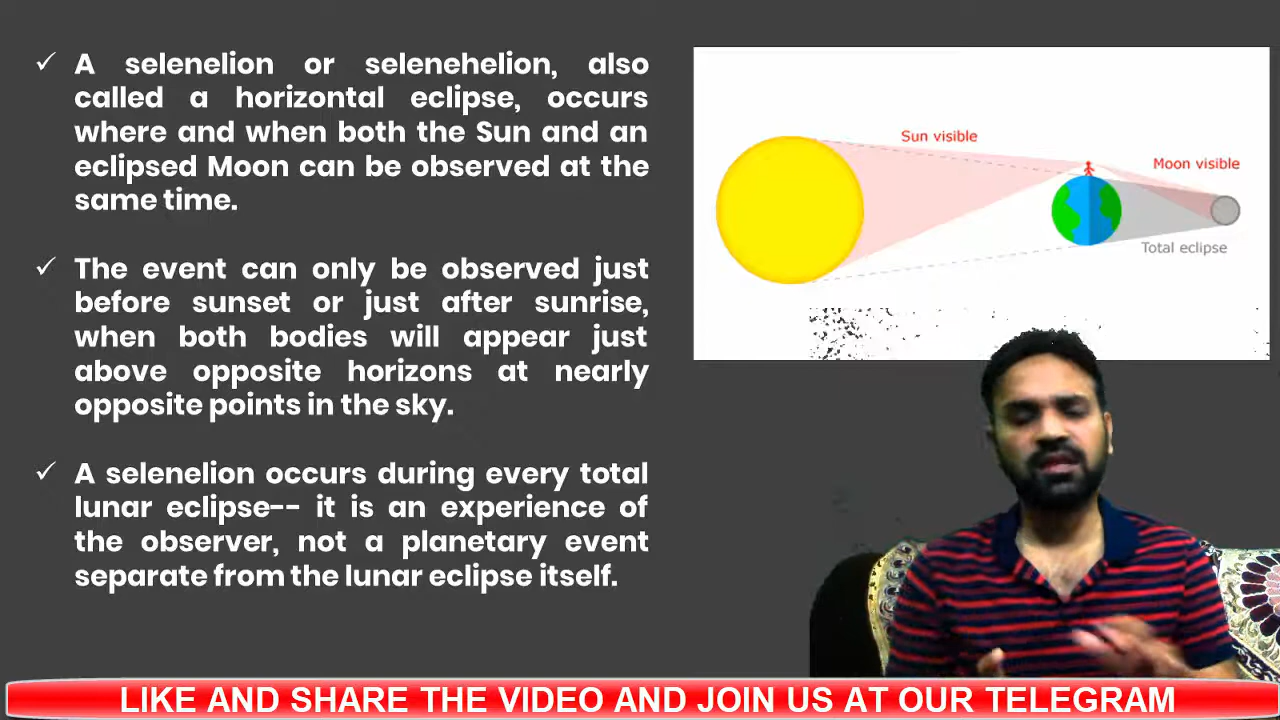 A selenelion or selenehelion, also
called a horizontal eclipse, occurs
where and when both the Sun and an
eclipsed Moon can be observed at the
same time.
The event can only be observed just
before sunset or just after sunrise,
when both bodies will appear just
above opposite horizons at nearly
opposite points in the sky.
A selenelion occurs during every total
lunar eclipse-- it is an experience of
the observer, not a planetary event
separate from the lunar eclipse itself.
Sun visible
Moon visible
Total eclipse
LIKE AND SHARE THE VIDEO AND JOIN US AT OUR TELEGRAM